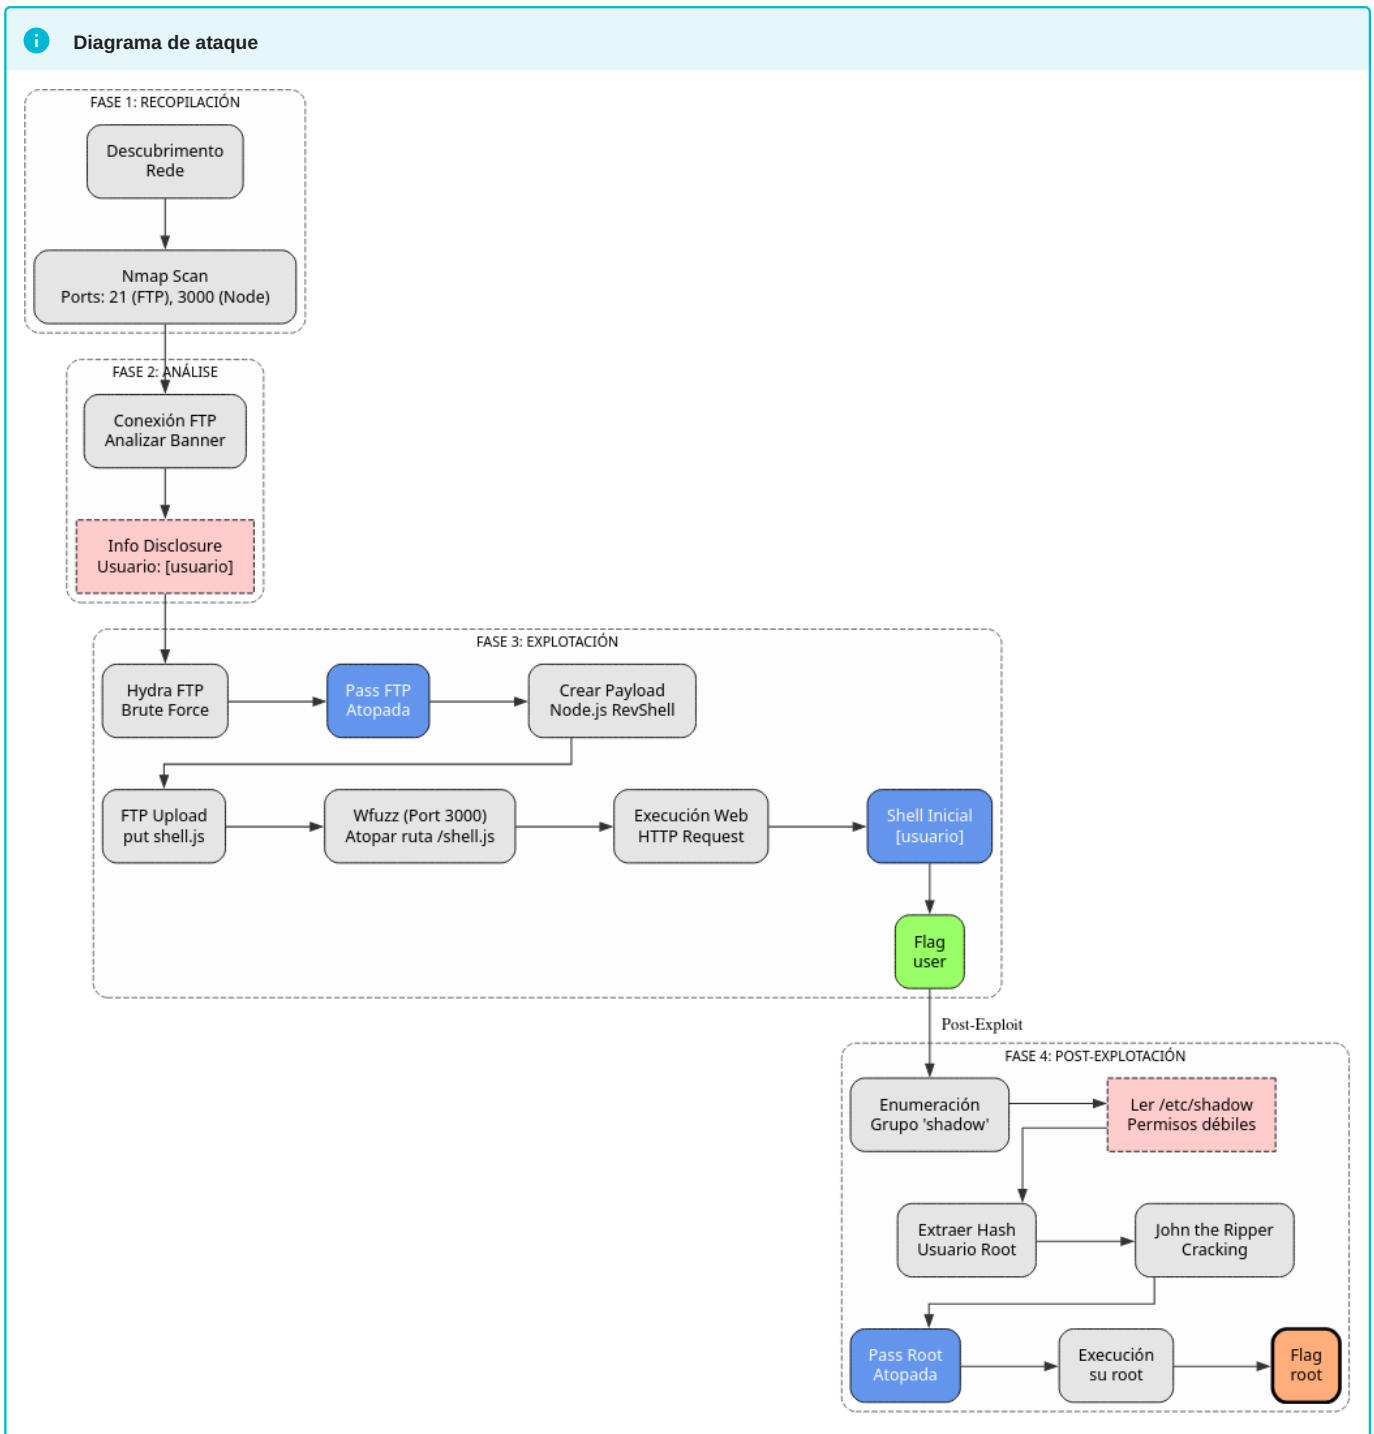 Diagrama de ataque
FASE 1: RECOPILACIÓN
Descubrimento
Rede
Nmap Scan
Ports: 21 (FTP), 3000 (Node)
FASE 2: ANÁLISE
Conexión FTP
Analizar Banner
Info Disclosure
Usuario: [usuario]
FASE 3: EXPLOTACIÓN
Hydra FTP
Brute Force
Pass FTP
Atopada
Crear Payload
Node.js RevShell
FTP Upload
put shell.js
Wfuzz (Port 3000)
Atopar ruta /shell.js
Execución Web
HTTP Request
Shell Inicial
[usuario]
Flag
user
Post-Exploit
FASE 4: POST-EXPLOTACIÓN
Enumeración
Grupo 'shadow'
Ler /etc/shadow
Permisos débiles
Extraer Hash
Usuario Root
John the Ripper
Cracking
Pass Root
Atopada
Execución
su root
Flag
root